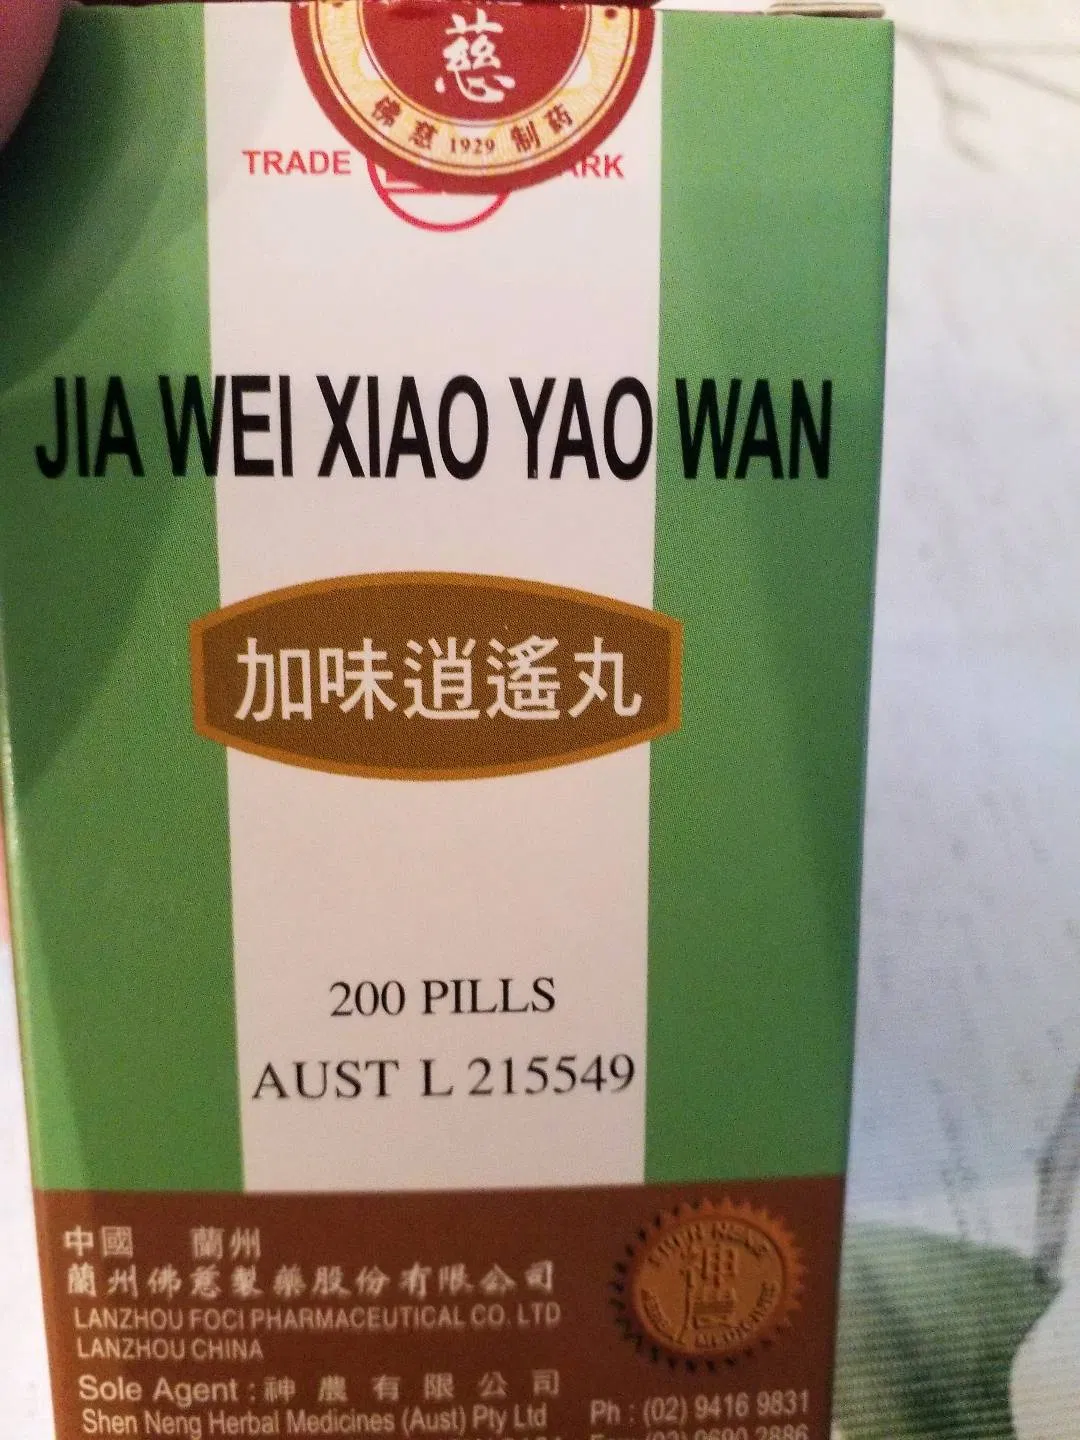 慈
佛慈 1929 制药
TRADE ARK
JIA WEI XIAO YAO WAN
加味逍遙丸
200 PILLS
AUST L 215549
中國 蘭州
蘭州佛慈製藥股份有限公司
LANZHOU FOCI PHARMACEUTICAL CO. LTD
LANZHOU CHINA
Sole Agent : 神農有限公司
Shen Neng Herbal Medicines (Aust) Pty Ltd
Ph : (02) 9416 9831